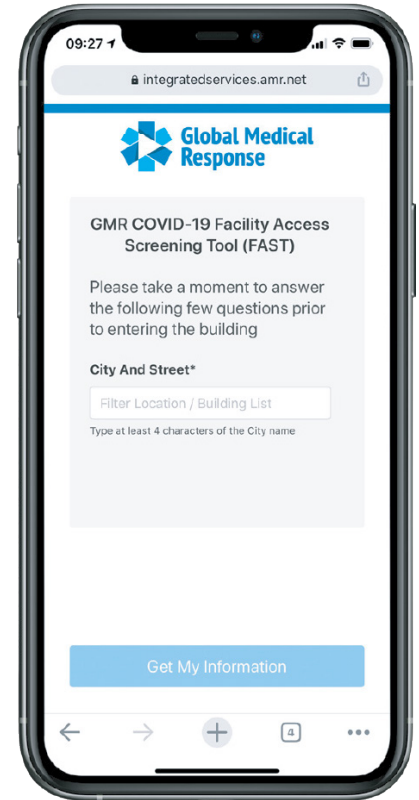 09:27
integratedservices.amr.net
Global Medical
Response
GMR COVID-19 Facility Access
Screening Tool (FAST)
Please take a moment to answer
the following few questions prior
to entering the building
City And Street*
Filter Location / Building List
Type at least 4 characters of the City name
Get My Information
4